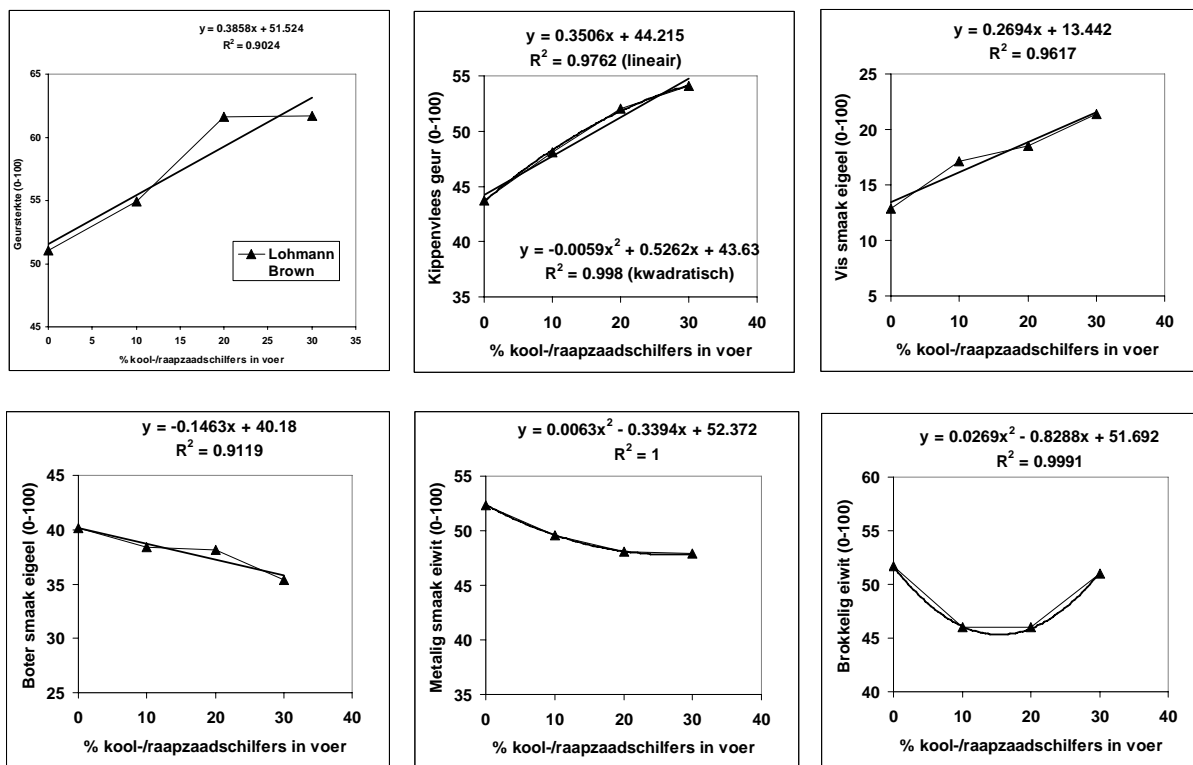 y = 0.3858x + 51.524
R² = 0.9024
65
60
55
50
45
0 5 10 15 20 25 30 35
Geursterkte (0-100)
% kool-/raapzaadschilfers in voer
Lohmann
Brown
y = 0.3506x + 44.215
R² = 0.9762 (lineair)
55
50
45
40
35
0 10 20 30 40
Kippenvlees geur (0-100)
y = -0.0059x² + 0.5262x + 43.63
R² = 0.998 (kwadratisch)
% kool-/raapzaadschilfers in voer
y = 0.2694x + 13.442
R² = 0.9617
25
20
15
10
5
0 10 20 30 40
Vis smaak eigeel (0-100)
% kool-/raapzaadschilfers in voer
y = -0.1463x + 40.18
R² = 0.9119
45
40
35
30
25
0 10 20 30 40
Boter smaak eigeel (0-100)
% kool-/raapzaadschilfers in voer
y = 0.0063x² - 0.3394x + 52.372
R² = 1
55
50
45
40
35
0 10 20 30 40
Metalig smaak eiwit (0-100)
% kool-/raapzaadschilfers in voer
y = 0.0269x² - 0.8288x + 51.692
R² = 0.9991
60
55
50
45
40
0 10 20 30 40
Brokkelig eiwit (0-100)
% kool-/raapzaadschilfers in voer